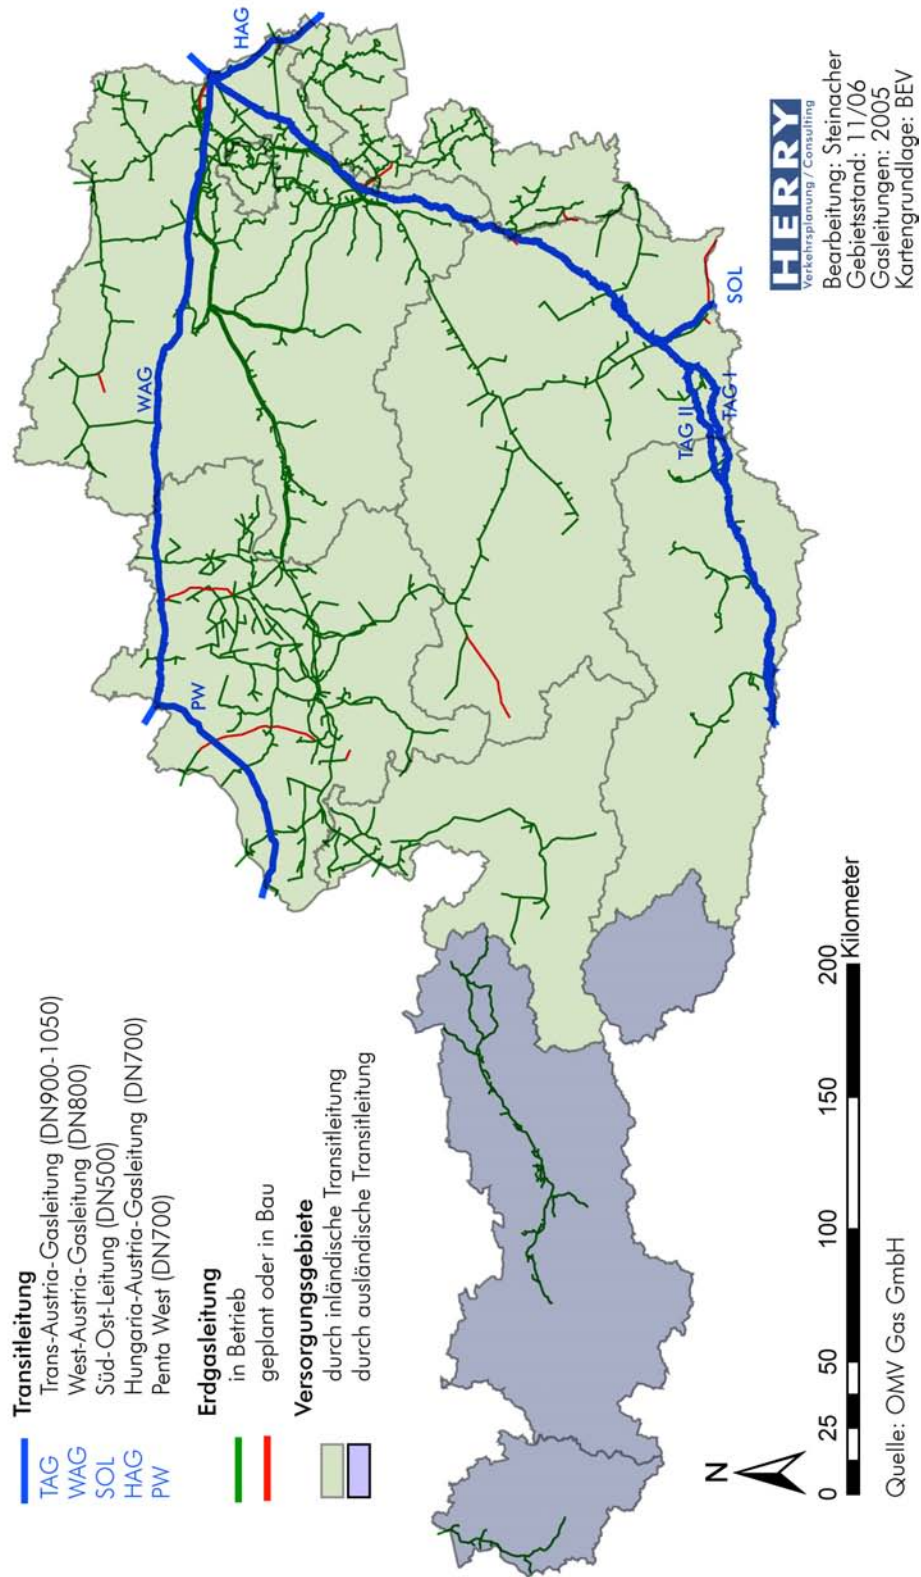 Transitleitung
TAG Trans-Austria-Gasleitung (DN900-1050)
WAG West-Austria-Gasleitung (DN800)
SOL Süd-Ost-Leitung (DN500)
HAG Hungaria-Austria-Gasleitung (DN700)
PW Penta West (DN700)
Erdgasleitung
in Betrieb
geplant oder in Bau
Versorgungsgebiete
durch inländische Transitleitung
durch ausländische Transitleitung
HAG
WAG
PW
TAG II
TAG I
SOL
N
0 25 50 100 150 200
Kilometer
Quelle: OMV Gas GmbH
HERRY
Verkehrsplanung / Consulting
Bearbeitung: Steinacher
Gebietsstand: 11/06
Gasleitungen: 2005
Kartengrundlage: BEV